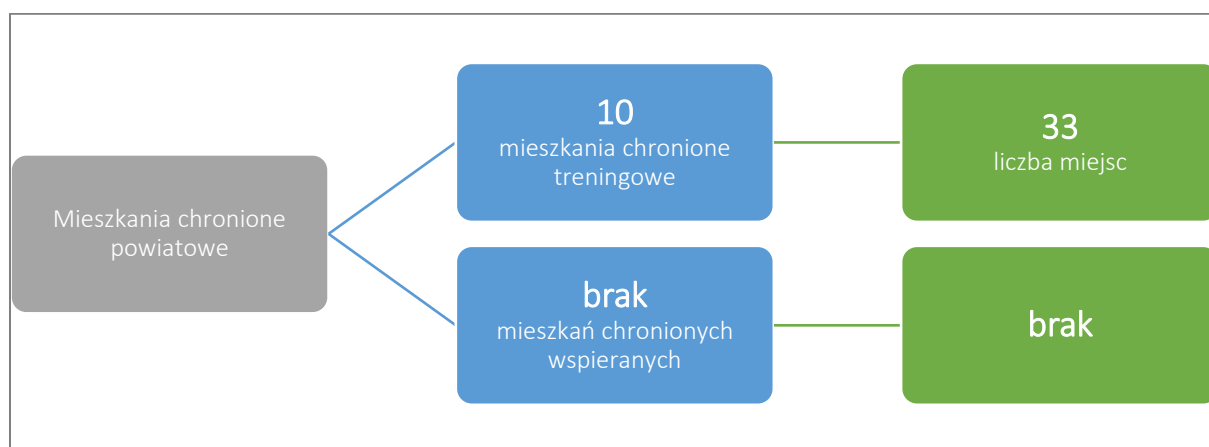 Mieszkania chronione
powiatowe
10
mieszkania chronione
treningowe
33
liczba miejsc
brak
mieszkań chronionych
wspieranych
brak